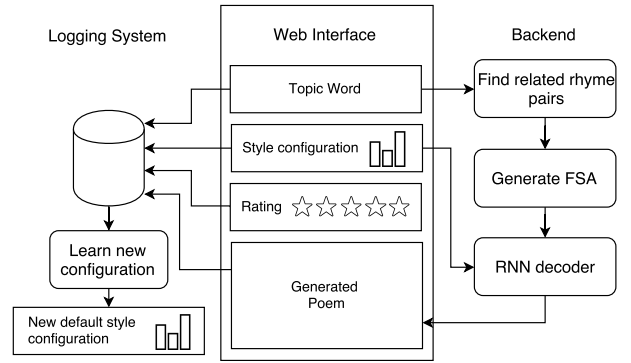 Logging System
Web Interface
Backend
Topic Word
Style configuration
Rating
Generated
Poem
Find related rhyme
pairs
Generate FSA
RNN decoder
Learn new
configuration
New default style
configuration